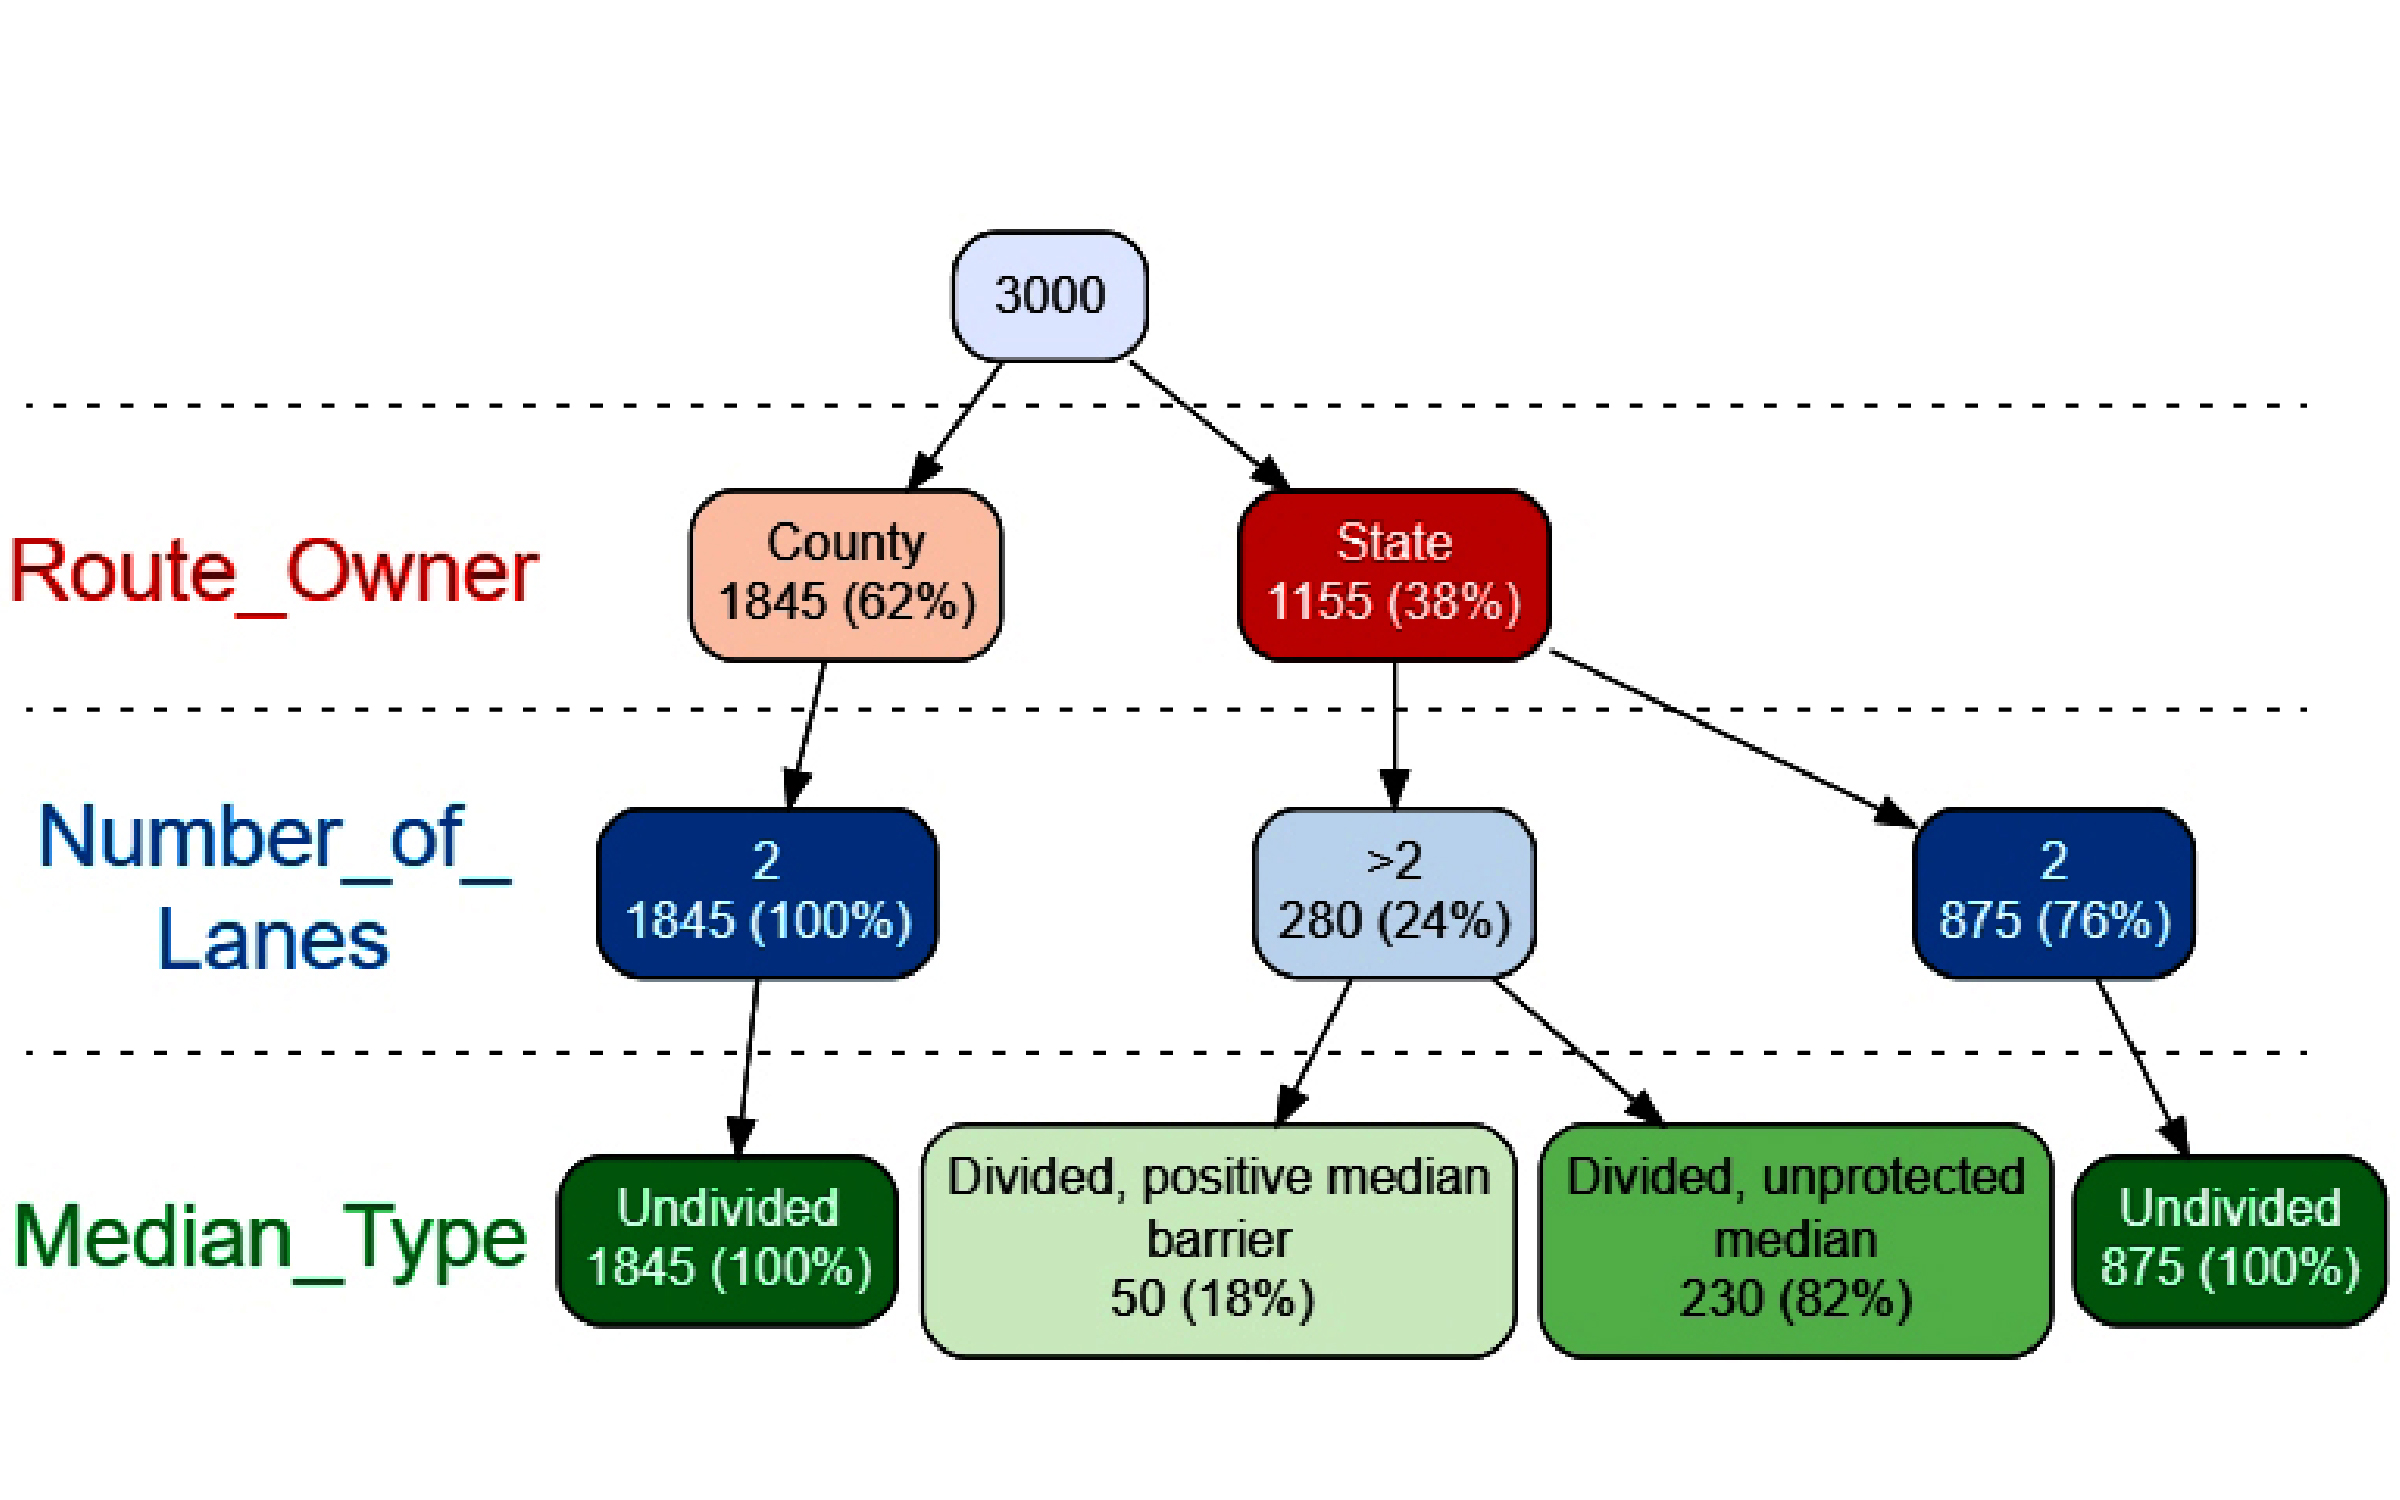 3000
Route_Owner
County
1845 (62%)
State
1155 (38%)
Number_of_
Lanes
2
1845 (100%)
>2
280 (24%)
2
875 (76%)
Median_Type
Undivided
1845 (100%)
Divided, positive median
barrier
50 (18%)
Divided, unprotected
median
230 (82%)
Undivided
875 (100%)